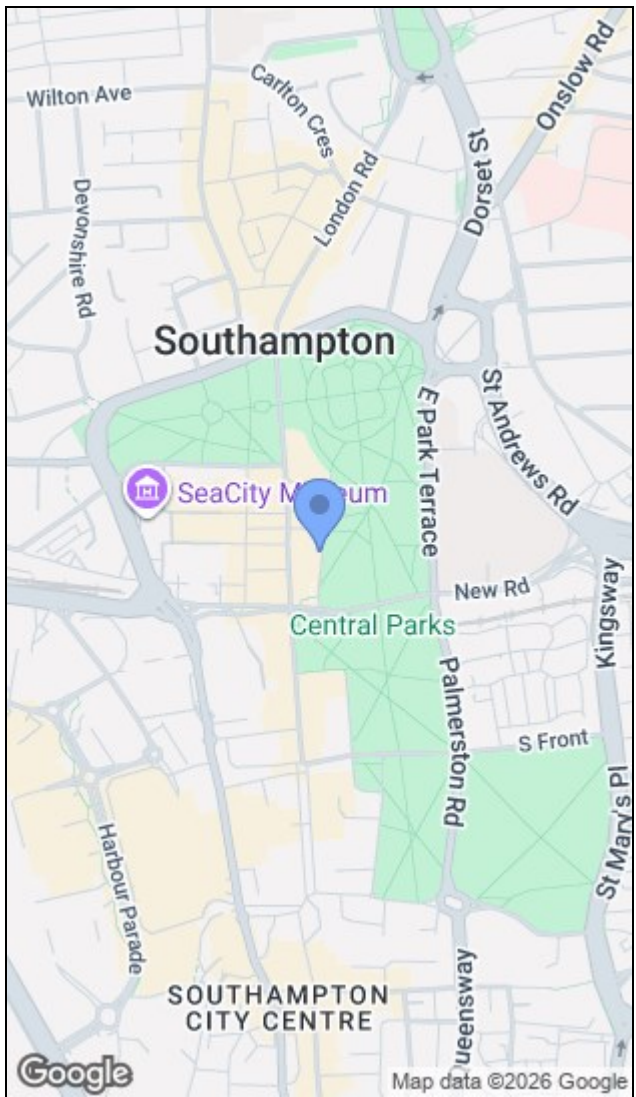 Wilton Ave
Carlton Cres
Onslow Rd
Devonshire Rd
London Rd
Dorset St
Southampton
St Andrews Rd
E Park Terrace
SeaCity Museum
New Rd
Kingsway
Central Parks
Palmerston Rd
S Front
St Mary's Pl
Harbour Parade
Queensway
SOUTHAMPTON
CITY CENTRE
Google
Map data ©2026 Google